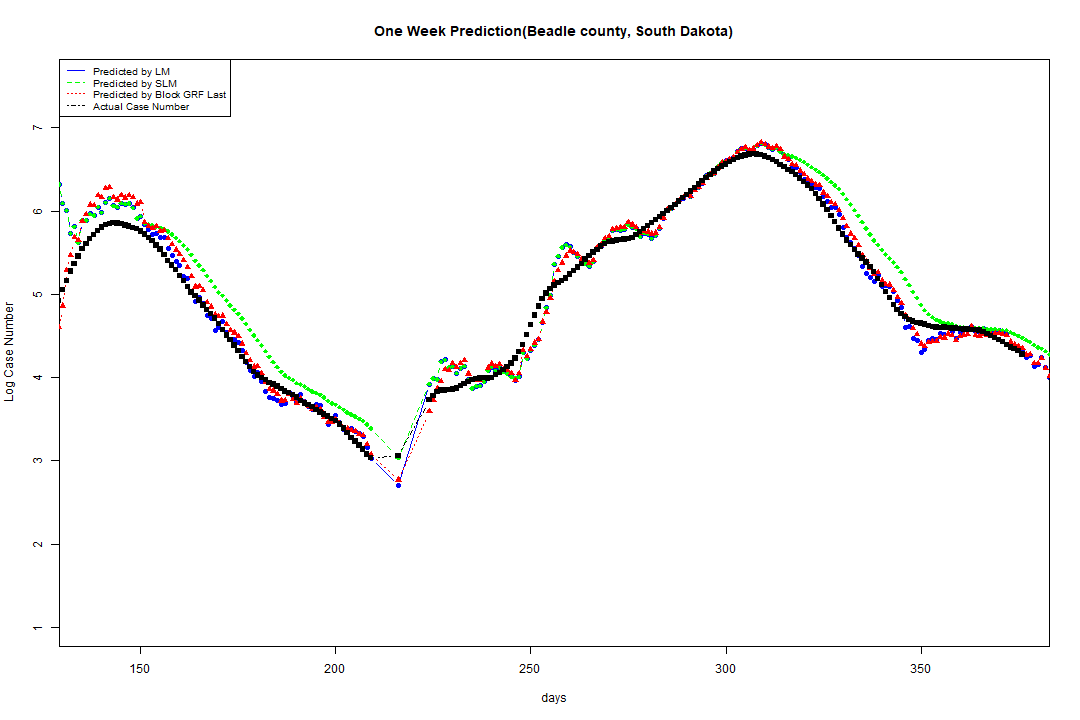 One Week Prediction(Beadle county, South Dakota)
Predicted by LM
Predicted by SLM
Predicted by Block GRF Last
Actual Case Number
7
6
5
4
3
2
1
Log Case Number
150 200 250 300 350
days